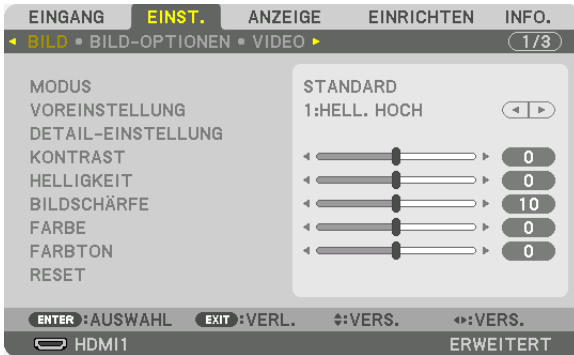 EINGANG EINST. ANZEIGE EINRICHTEN INFO.
BILD • BILD-OPTIONEN • VIDEO 1/3
MODUS STANDARD
VOREINSTELLUNG 1:HELL. HOCH
DETAIL-EINSTELLUNG
KONTRAST 0
HELLIGKEIT 0
BILDSCHÄRFE 10
FARBE 0
FARBTON 0
RESET
ENTER :AUSWAHL EXIT :VERL. :VERS. :VERS.
HDMI1 ERWEITERT